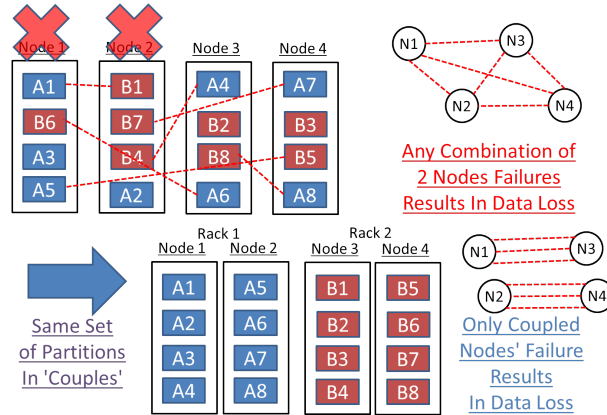 Node 1 Node 2 Node 3 Node 4
A1 B1 A4 A7
B6 B7 B2 B3
A3 B4 B8 B5
A5 A2 A6 A8
N1 N3
N2 N4
Any Combination of
2 Nodes Failures
Results In Data Loss
Same Set
of Partitions
In 'Couples'
Rack 1 Rack 2
Node 1 Node 2 Node 3 Node 4
A1 A5 B1 B5
A2 A6 B2 B6
A3 A7 B3 B7
A4 A8 B4 B8
N1 N3
N2 N4
Only Coupled
Nodes' Failure
Results
In Data Loss